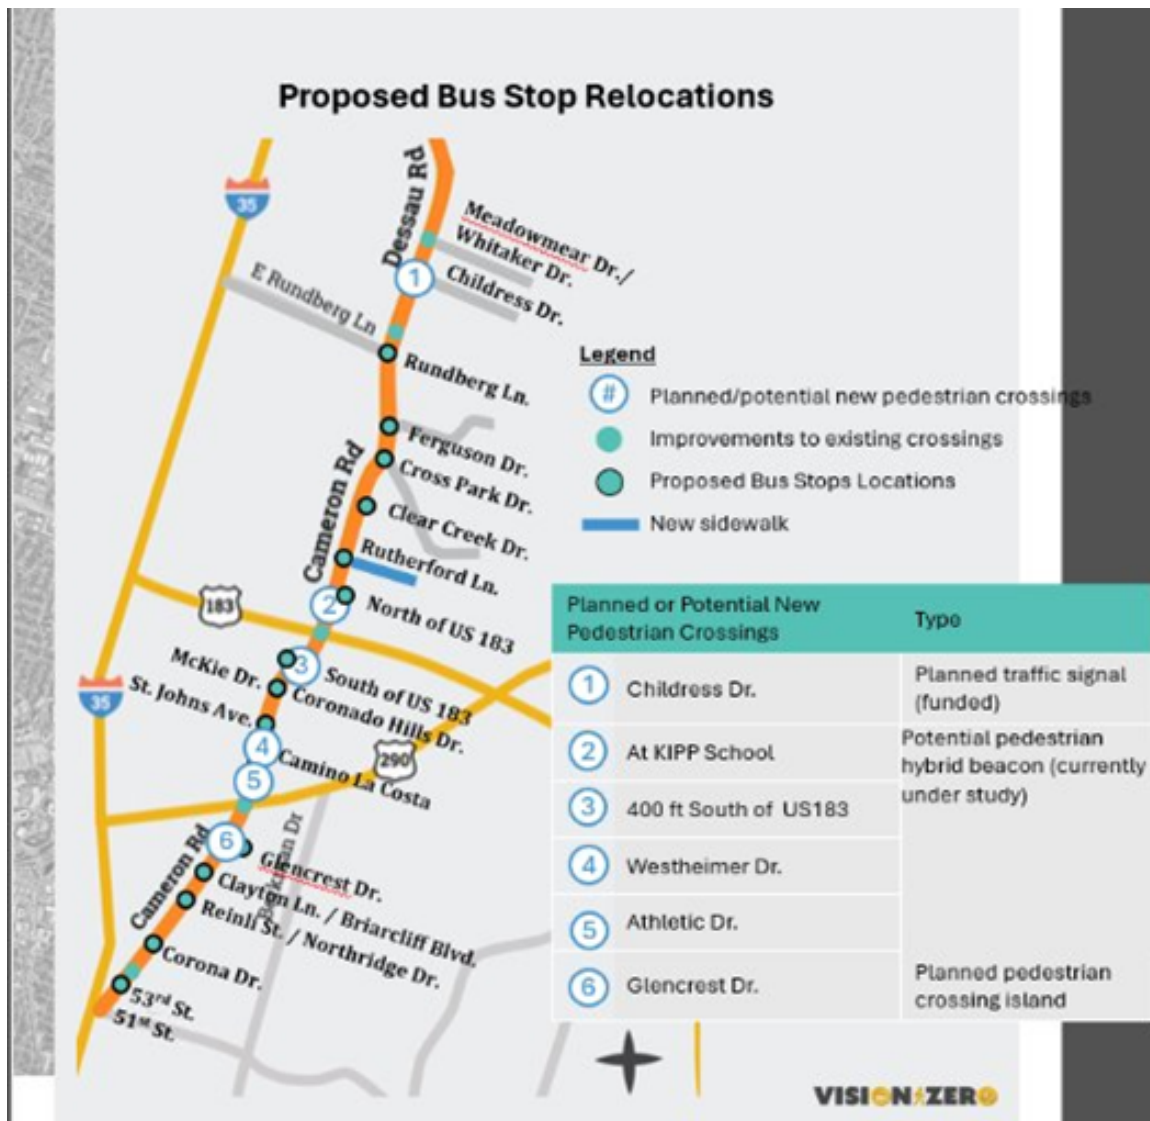 Proposed Bus Stop Relocations
35
Dessau Rd
Meadowmear Dr./
Whitaker Dr.
1
Childress Dr.
E Rundberg Ln
Rundberg Ln.
Ferguson Dr.
Cross Park Dr.
Cameron Rd
Clear Creek Dr.
Rutherford Ln.
183
2
North of US 183
McKie Dr.
3
South of US 183
35
St. Johns Ave.
Coronado Hills Dr.
4
Camino La Costa
290
5
Cameron Rd
6
Glencrest Dr.
Dr
Clayton Ln. / Briarcliff Blvd.
Reinli St. / Northridge Dr.
Corona Dr.
53rd St.
51st St.
Legend
# Planned/potential new pedestrian crossings
Improvements to existing crossings
Proposed Bus Stops Locations
New sidewalk
Planned or Potential New
Pedestrian Crossings
Type
1 Childress Dr.
Planned traffic signal
(funded)
2 At KIPP School
Potential pedestrian
hybrid beacon (currently
under study)
3 400 ft South of US183
4 Westheimer Dr.
5 Athletic Dr.
6 Glencrest Dr.
Planned pedestrian
crossing island
VISION ZERO